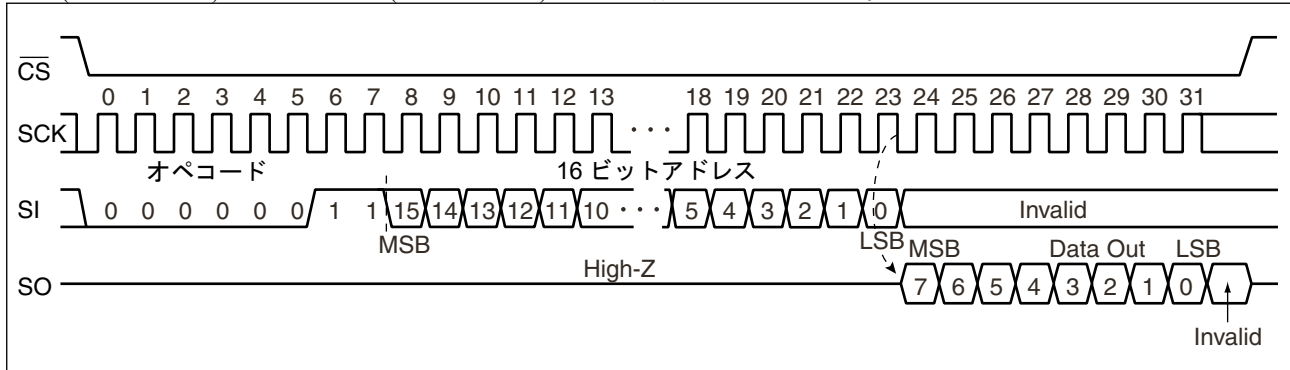 CS
0 1 2 3 4 5 6 7 8 9 10 11 12 13 18 19 20 21 22 23 24 25 26 27 28 29 30 31
SCK ・・・
オペコード 16 ビットアドレス
SI 0 0 0 0 0 0 1 1 15 14 13 12 11 10 ・・・ 5 4 3 2 1 0 Invalid
MSB LSB MSB Data Out LSB
High-Z
SO 7 6 5 4 3 2 1 0
Invalid